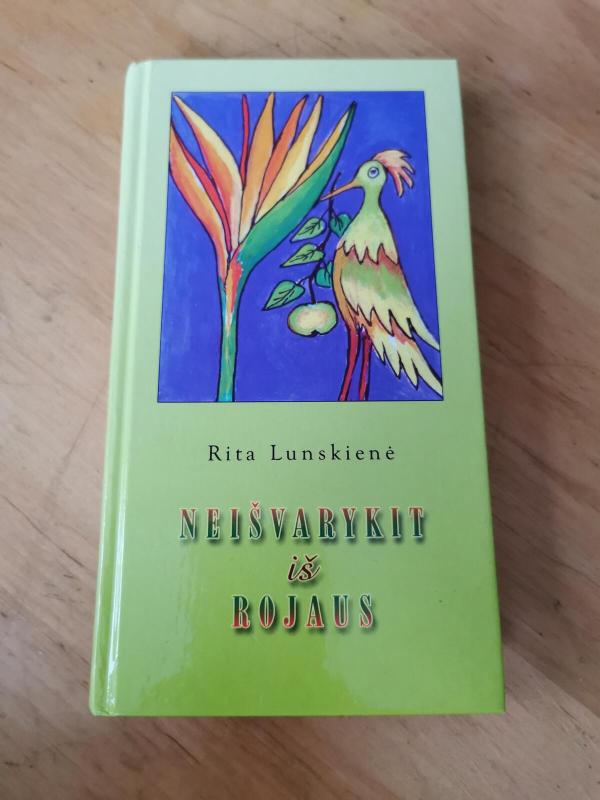 Rita Lunskienė
NEIŠVARYKIT
iš
ROJAUS